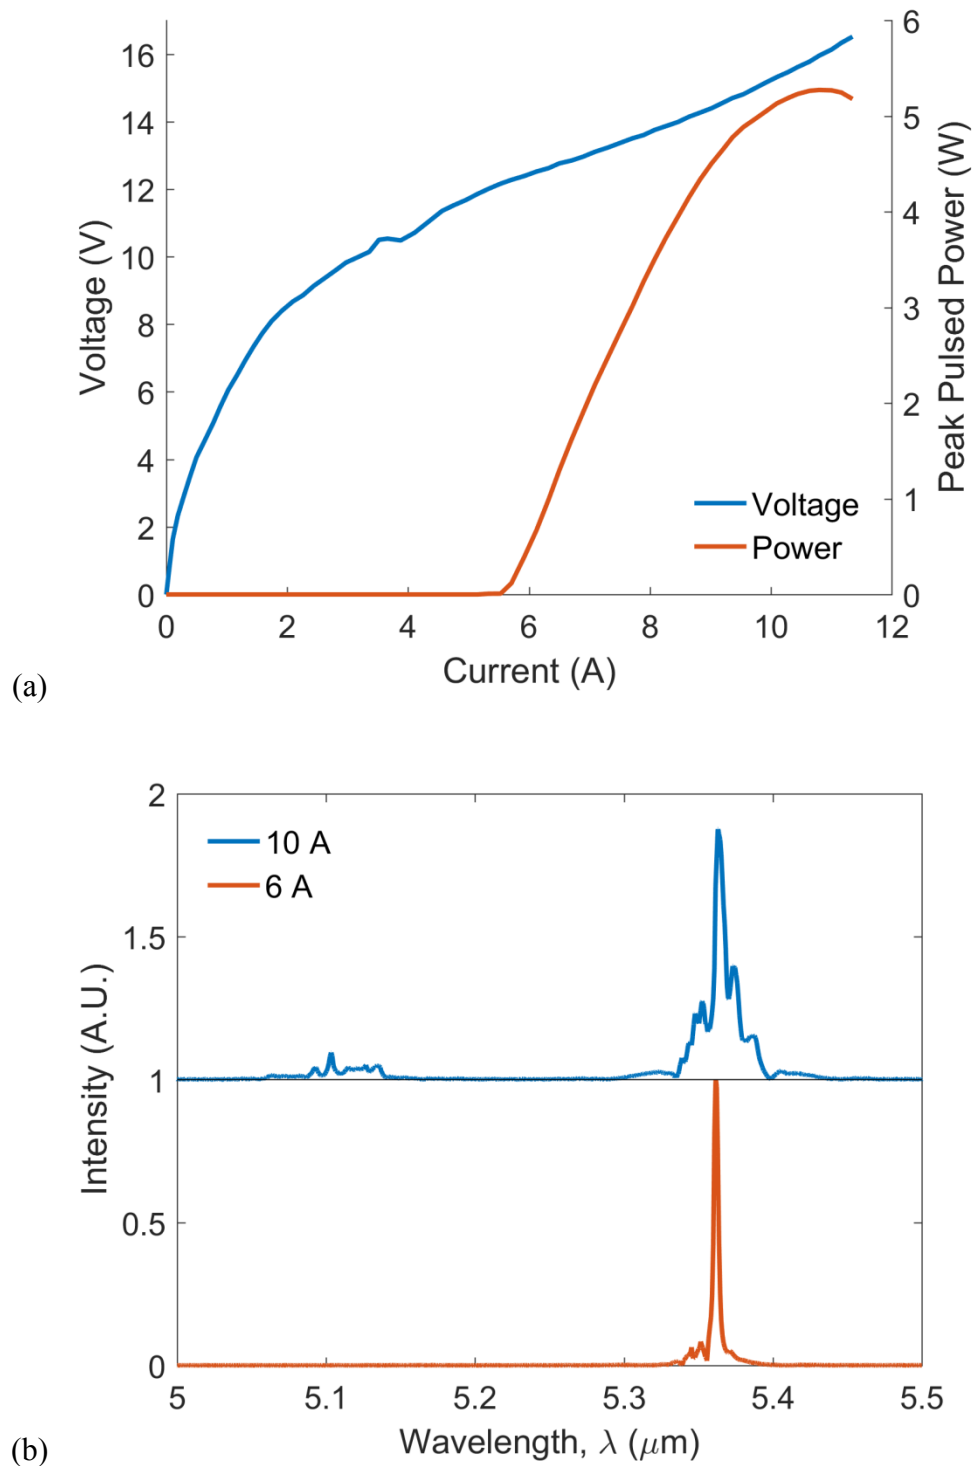 16
14
12
10
8
6
4
2
0
Voltage (V)
6
5
4
3
2
1
0
Peak Pulsed Power (W)
Voltage
Power
0 2 4 6 8 10 12
Current (A)
(a)
2
1.5
1
0.5
0
Intensity (A.U.)
10 A
6 A
5 5.1 5.2 5.3 5.4 5.5
Wavelength, λ (μm)
(b)